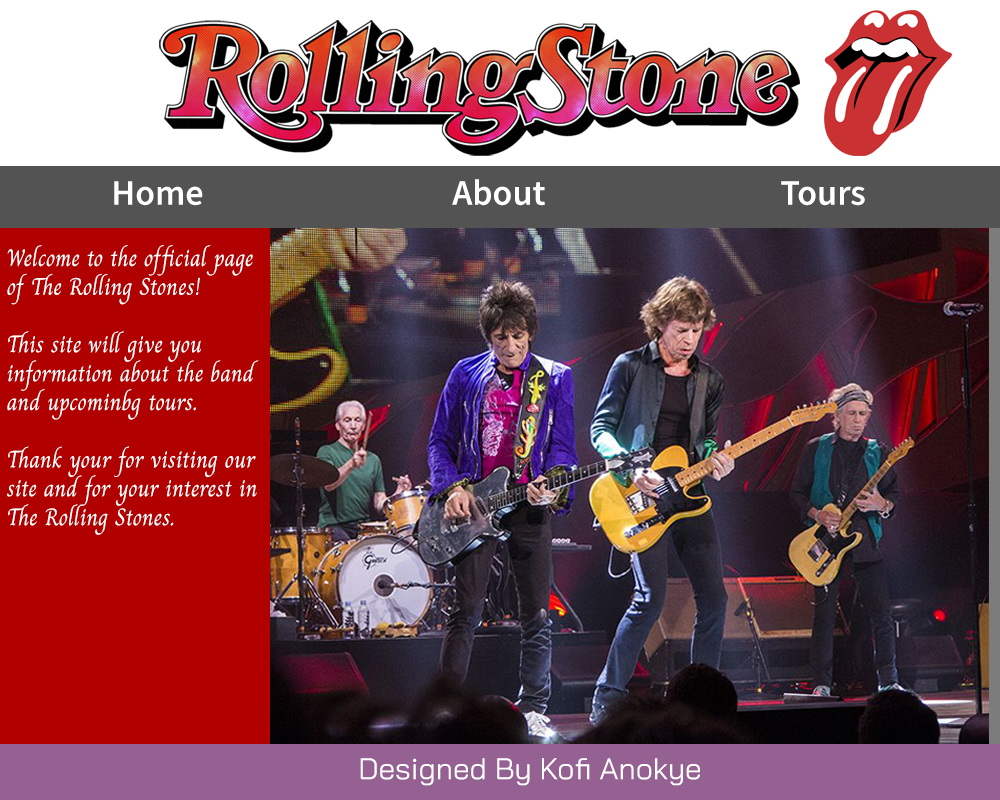 RollingStone
Home About Tours
Welcome to the official page
of The Rolling Stones!
This site will give you
information about the band
and upcominbg tours.
Thank your for visiting our
site and for your interest in
The Rolling Stones.
Designed By Kofi Anokye